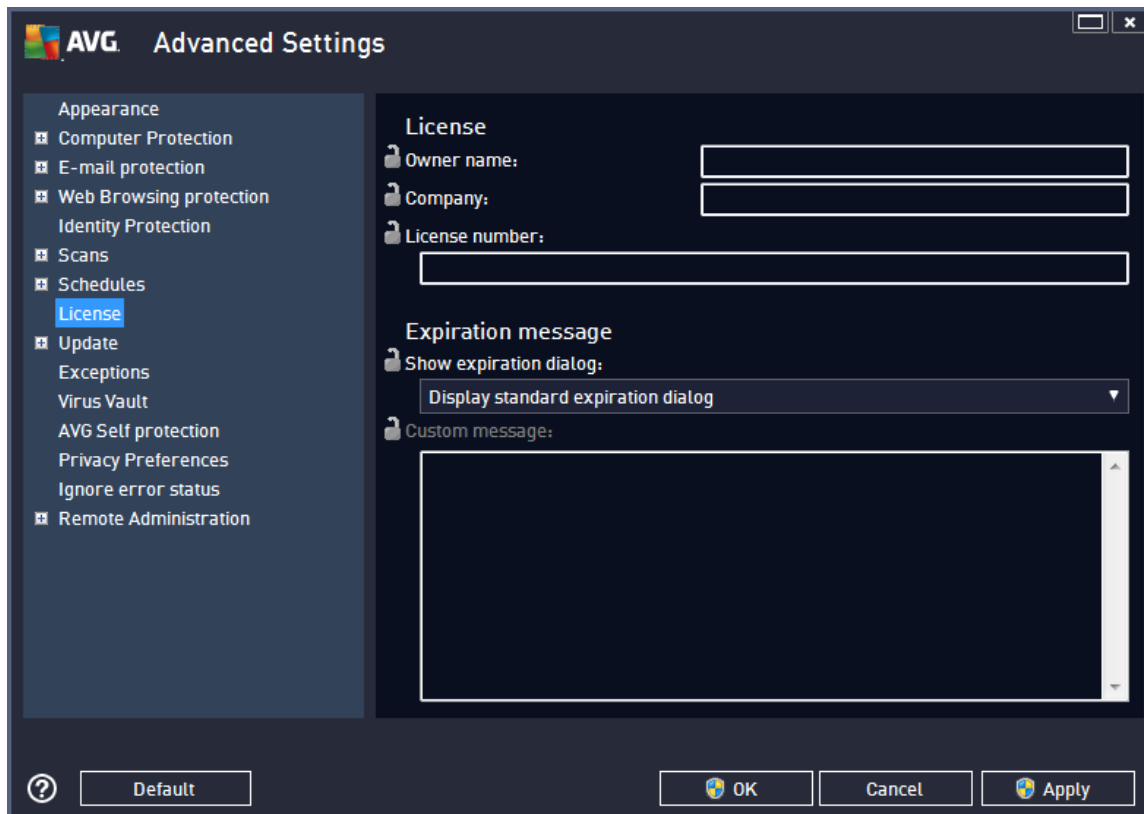 AVG. Advanced Settings
Appearance
Computer Protection
E-mail protection
Web Browsing protection
Identity Protection
Scans
Schedules
License
Update
Exceptions
Virus Vault
AVG Self protection
Privacy Preferences
Ignore error status
Remote Administration
License
Owner name:
Company:
License number:
Expiration message
Show expiration dialog:
Display standard expiration dialog
Custom message:
Default
OK
Cancel
Apply